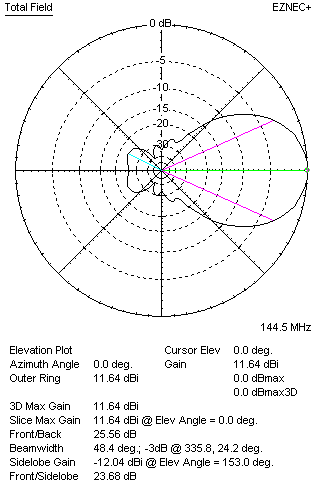 Total Field
EZNEC+
0 dB
-5
-10
-15
-20
-30
144.5 MHz
Elevation Plot
Azimuth Angle 0.0 deg.
Outer Ring 11.64 dBi
Cursor Elev 0.0 deg.
Gain 11.64 dBi
0.0 dBmax
0.0 dBmax3D
3D Max Gain 11.64 dBi
Slice Max Gain 11.64 dBi @ Elev Angle = 0.0 deg.
Front/Back 25.56 dB
Beamwidth 48.4 deg.; -3dB @ 335.8, 24.2 deg.
Sidelobe Gain -12.04 dBi @ Elev Angle = 153.0 deg.
Front/Sidelobe 23.68 dB